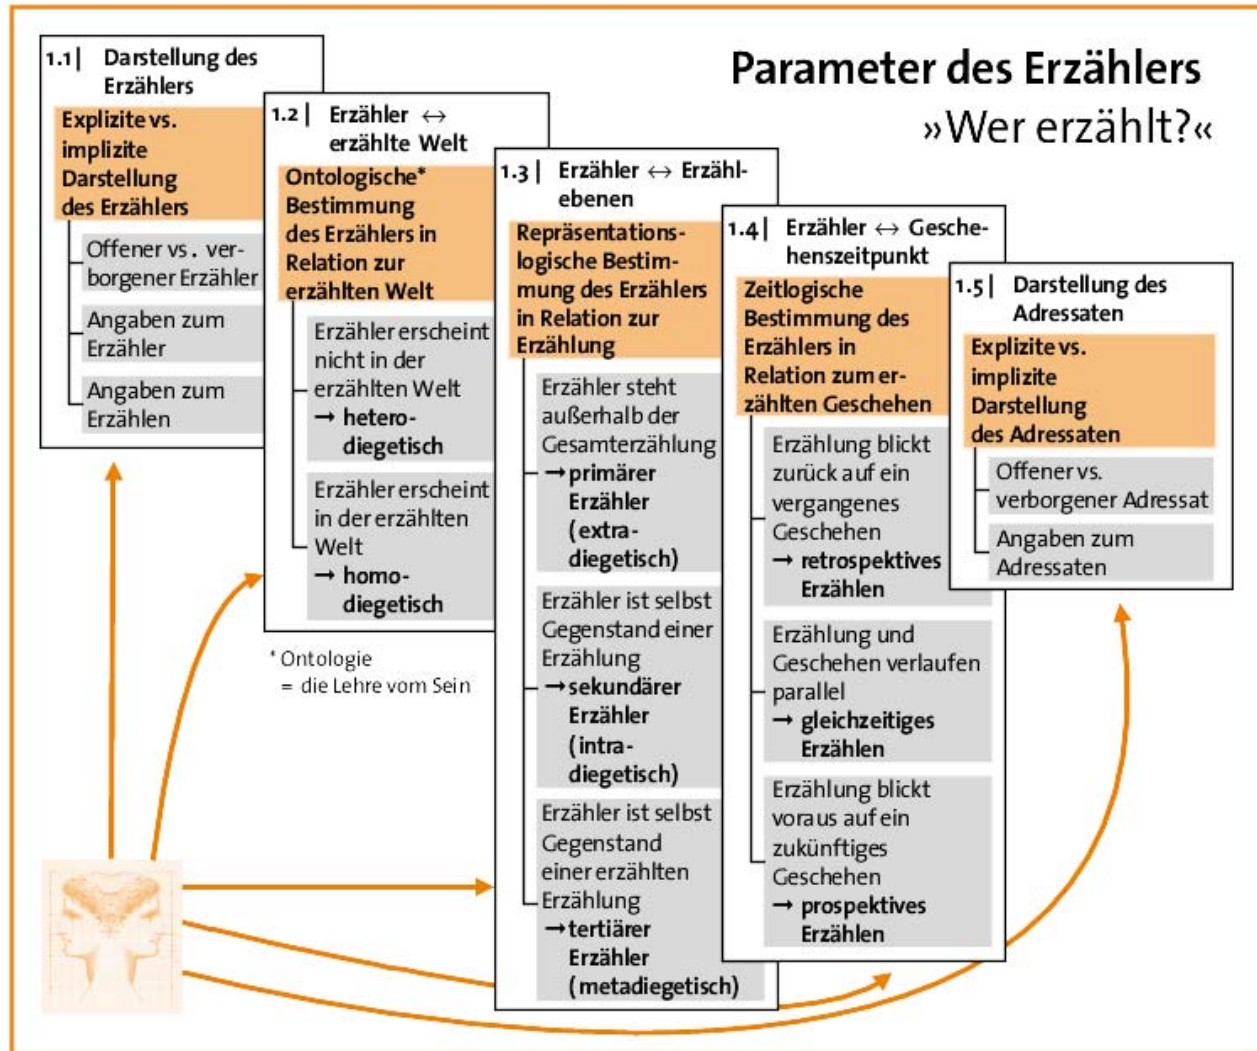 Parameter des Erzählers
»Wer erzählt?«
1.1| Darstellung des
Erzählers
Explizite vs.
implizite
Darstellung
des Erzählers
Offener vs. ver-
borgener Erzähler
Angaben zum
Erzähler
Angaben zum
Erzählen
1.2| Erzähler ↔
erzählte Welt
Ontologische*
Bestimmung
des Erzählers in
Relation zur
erzählten Welt
Erzähler erscheint
nicht in der
erzählten Welt
→ hetero-
diegetisch
Erzähler erscheint
in der erzählten
Welt
→ homo-
diegetisch
* Ontologie
= die Lehre vom Sein
1.3| Erzähler ↔ Erzähl-
ebenen
Repräsentations-
logische Bestim-
mung des Erzählers
in Relation zur
Erzählung
Erzähler steht
außerhalb der
Gesamterzählung
→ primärer
Erzähler
(extra-
diegetisch)
Erzähler ist selbst
Gegenstand einer
Erzählung
→ sekundärer
Erzähler
(intra-
diegetisch)
Erzähler ist selbst
Gegenstand
einer erzählten
Erzählung
→ tertiärer
Erzähler
(metadiegetisch)
1.4| Erzähler ↔ Gesche-
henszeitpunkt
Zeitlogische
Bestimmung des
Erzählers in
Relation zum er-
zählten Geschehen
Erzählung blickt
zurück auf ein
vergangenes
Geschehen
→ retrospektives
Erzählen
Erzählung und
Geschehen verlaufen
parallel
→ gleichzeitiges
Erzählen
Erzählung blickt
voraus auf ein
zukünftiges
Geschehen
→ prospektives
Erzählen
1.5| Darstellung des
Adressaten
Explizite vs.
implizite
Darstellung
des Adressaten
Offener vs.
verborgener Adressat
Angaben zum
Adressaten